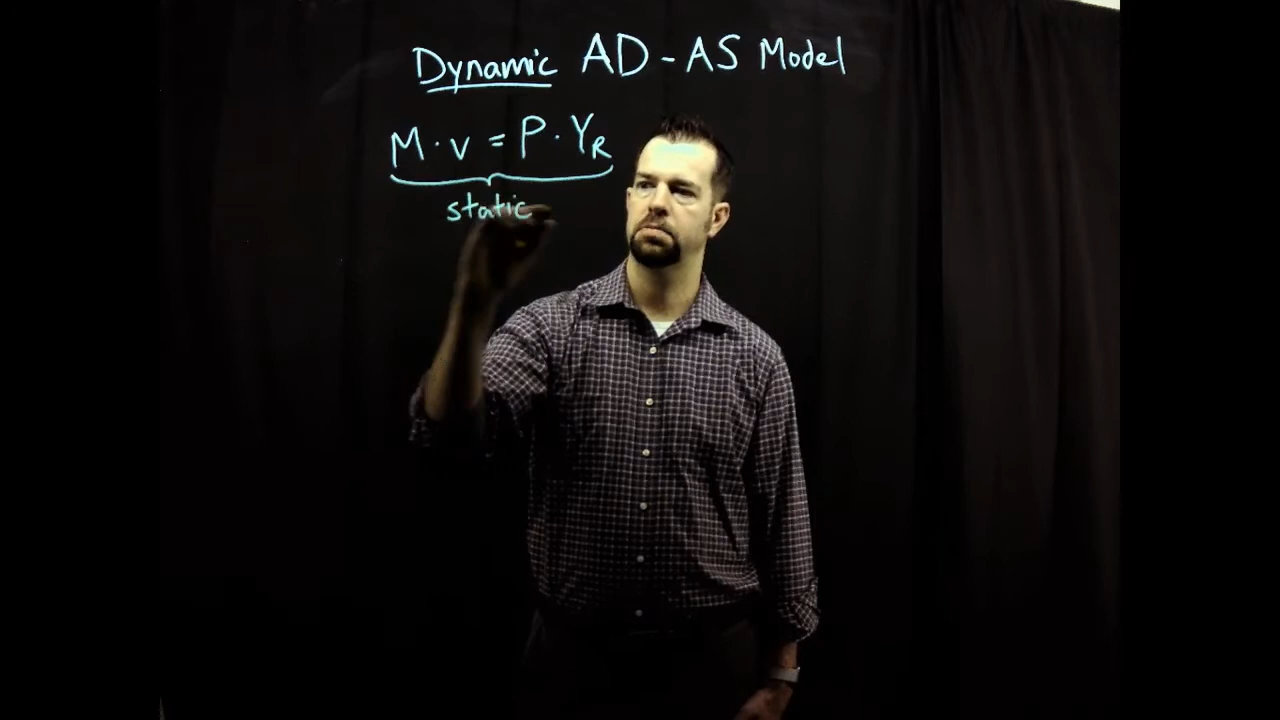 Dynamic AD-AS Model
M · v = P · YR
static